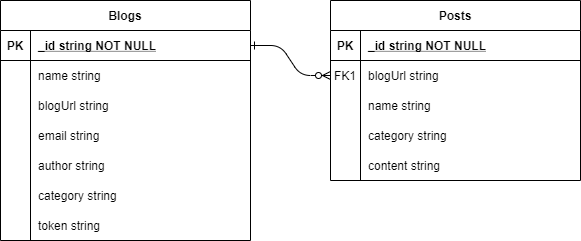 Blogs
PK _id string NOT NULL
name string
blogUrl string
email string
author string
category string
token string
Posts
PK _id string NOT NULL
FK1 blogUrl string
name string
category string
content string